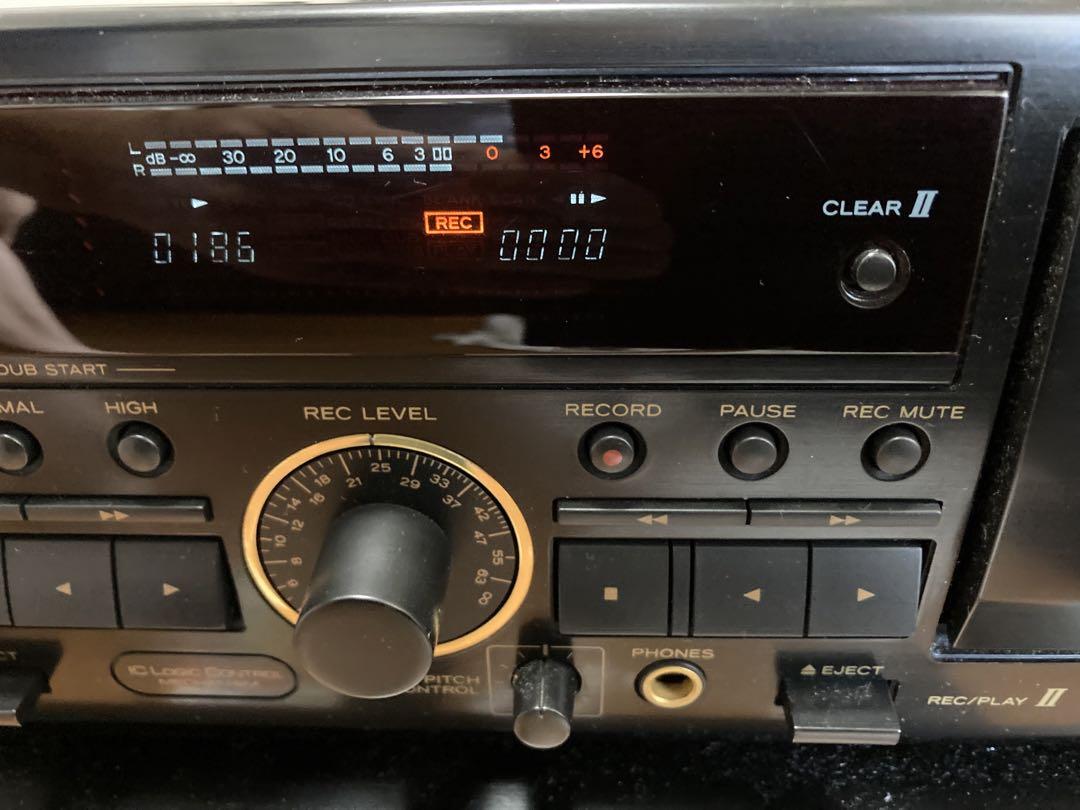 L
dB -∞ 30 20 10 6 3 0 3 +6
R
REC
0186 0000
CLEAR II
DUB START
MAL HIGH REC LEVEL RECORD PAUSE REC MUTE
6 8 10 12 14 16 18 21 25 29 33 37 42 47 55 63 ∞
PHONES
IC LOGIC CONTROL
PITCH
CONTROL
EJECT
REC/PLAY II
CT